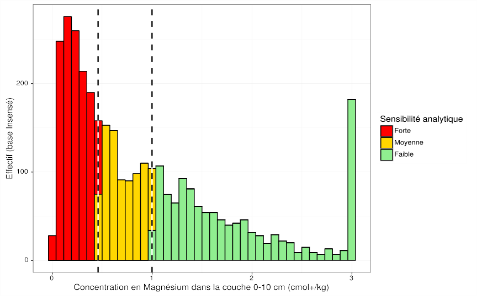 Effectif (base Insensé)
200
100
0
0
1
2
3
Concentration en Magnésium dans la couche 0-10 cm (cmol+/kg)
Sensibilité analytique
Forte
Moyenne
Faible